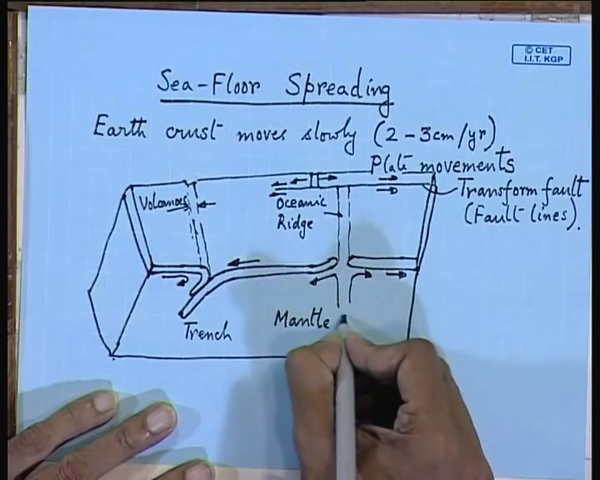 © CET
I.I.T. KGP
Sea-Floor Spreading
Earth crust moves slowly (2-3cm/yr)
Plate movements
Volcanoes
Oceanic
Ridge
Transform fault
(Fault lines).
Trench
Mantle